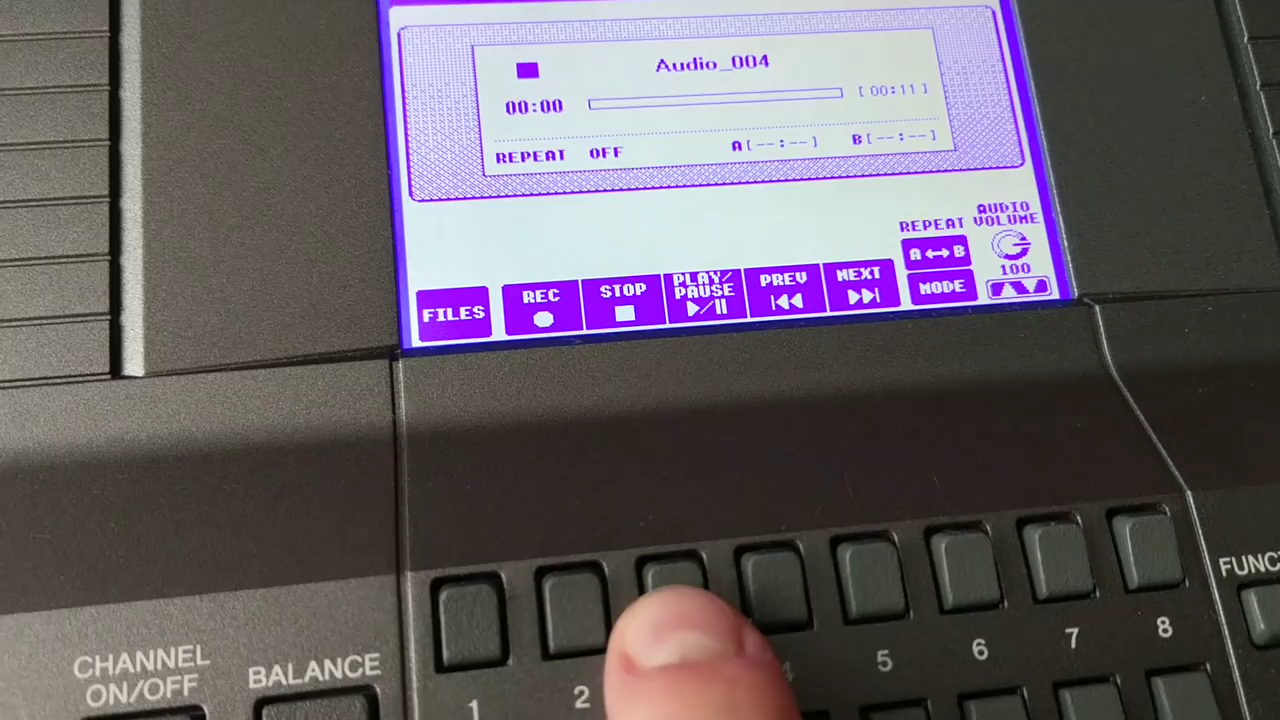 Audio_004
00:00 [00:11]
REPEAT OFF A[--:--] B[--:--]
REPEAT
AUDIO
VOLUME
A↔B
100
MODE
FILES
REC
STOP
PLAY/
PAUSE
PREV
NEXT
CHANNEL
ON/OFF
BALANCE
1
2
5
6
7
8